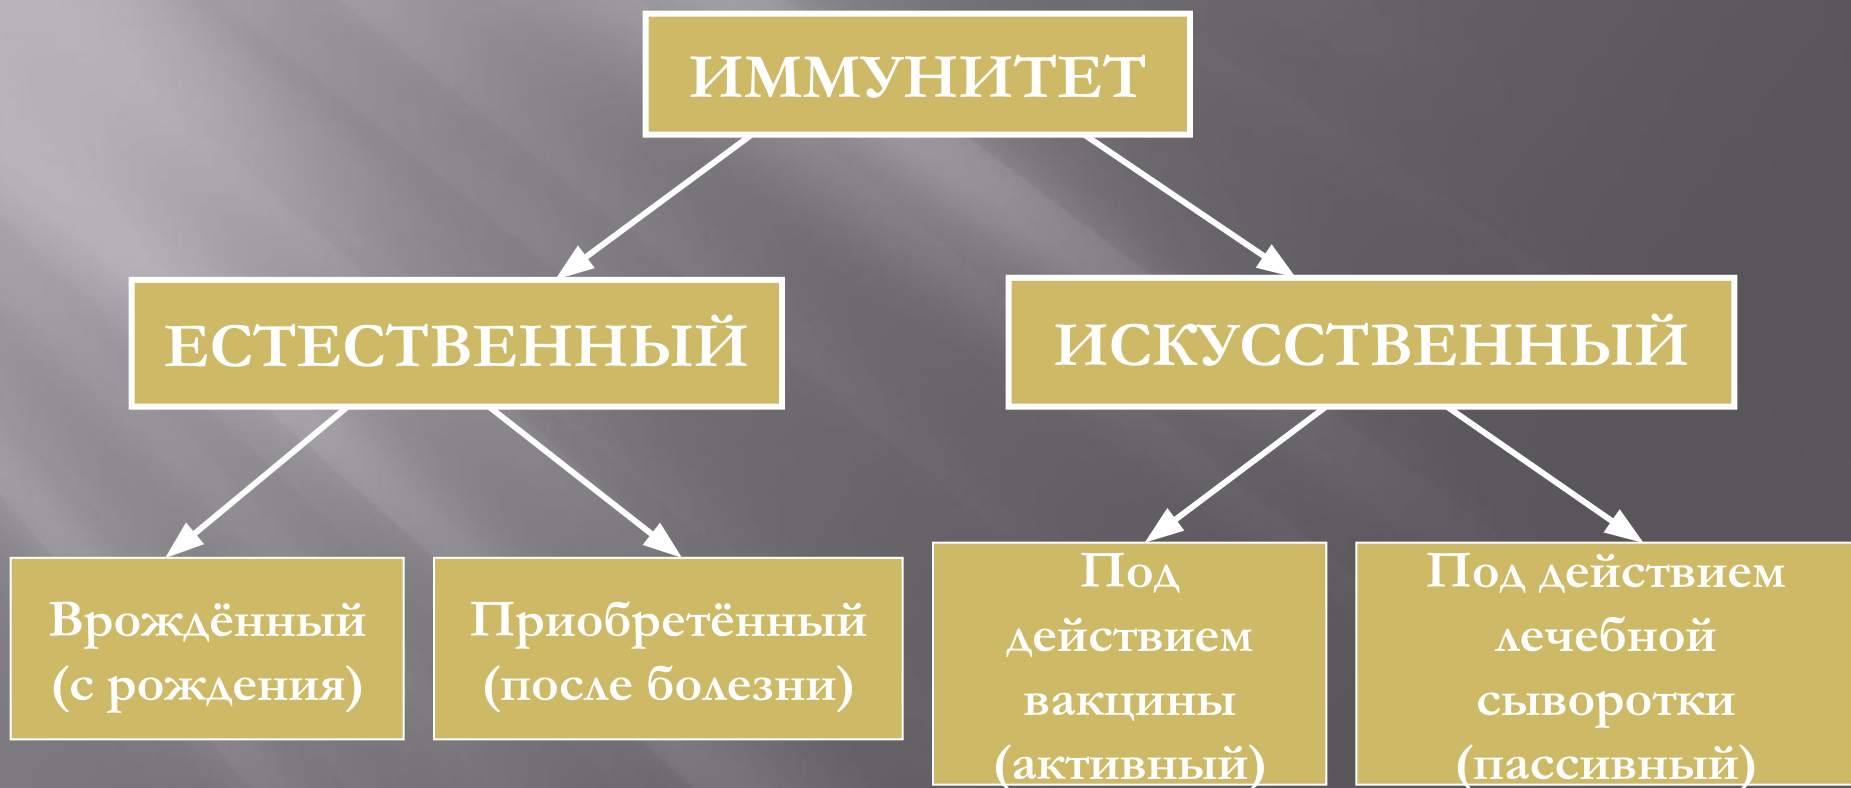 ИММУНИТЕТ
ЕСТЕСТВЕННЫЙ
ИСКУССТВЕННЫЙ
Врождённый
(с рождения)
Приобретённый
(после болезни)
Под
действием
вакцины
(активный)
Под действием
лечебной
сыворотки
(пассивный)